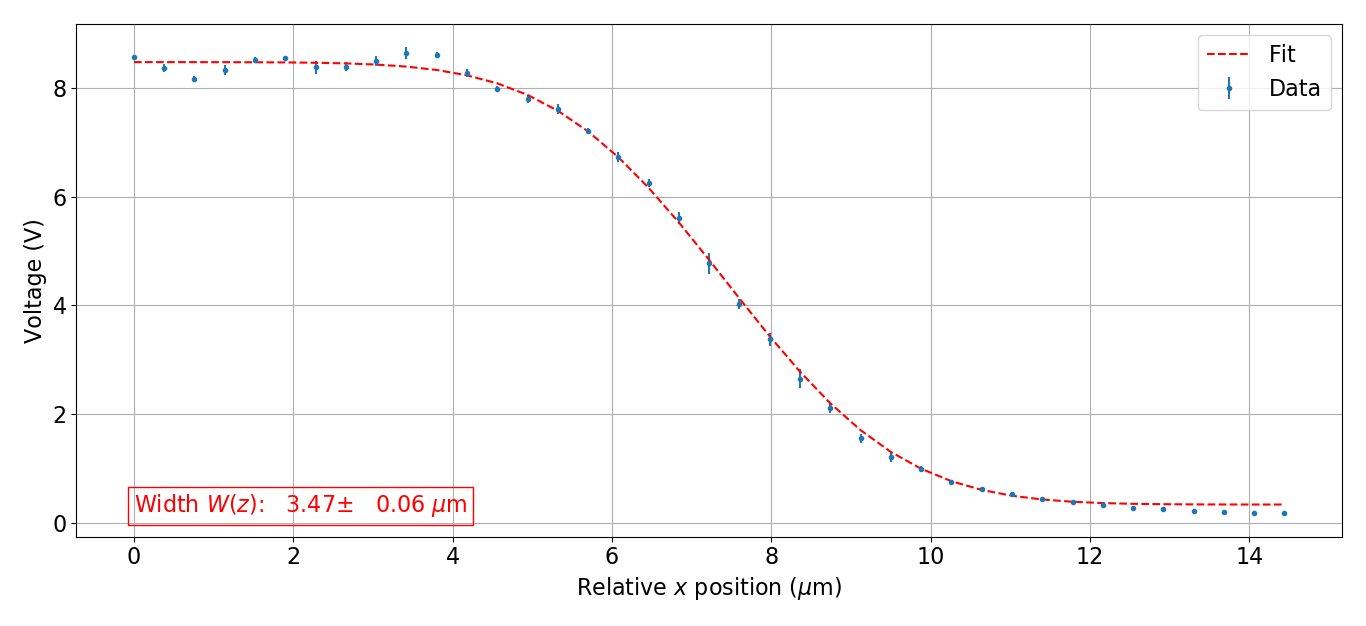 Fit
Data
Voltage (V)
8
6
4
2
0
Width W(z): 3.47± 0.06 μm
0 2 4 6 8 10 12 14
Relative x position (μm)